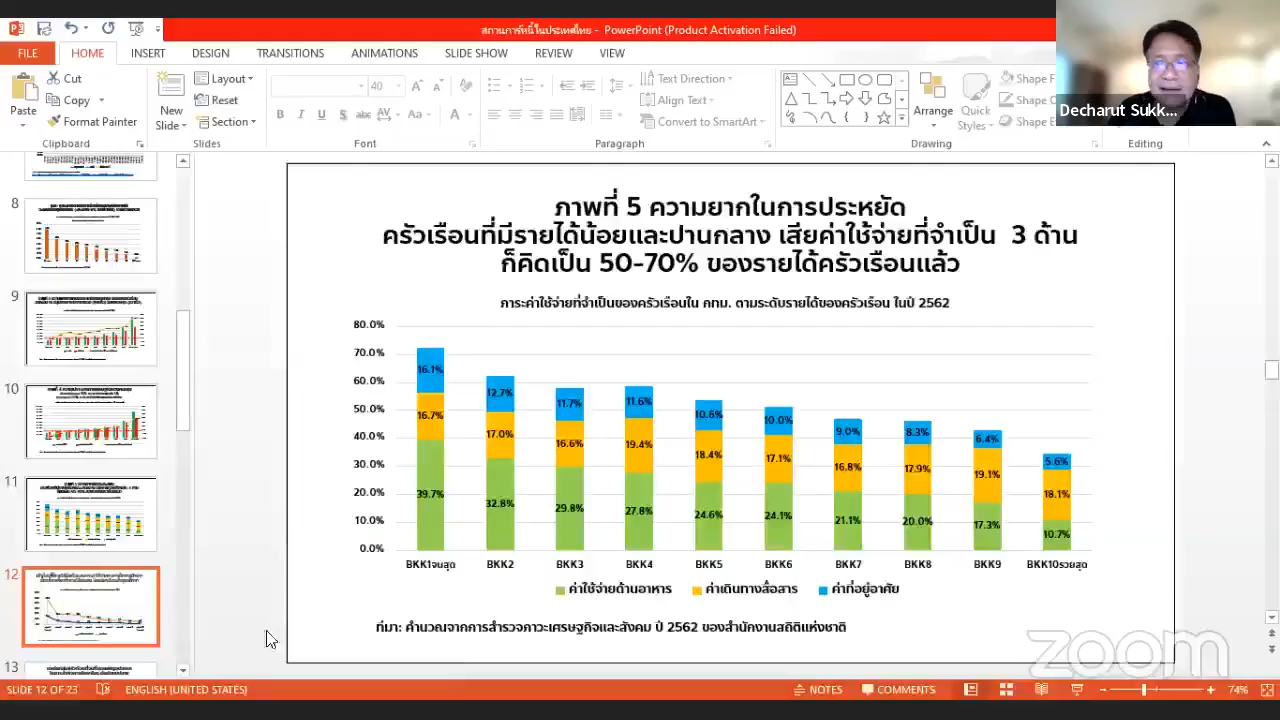 สถานการ์หนี้ในประเทศไทย - PowerPoint (Product Activation Failed)
FILE
HOME
INSERT
DESIGN
TRANSITIONS
ANIMATIONS
SLIDE SHOW
REVIEW
VIEW
Paste
Cut
Copy
Format Painter
Clipboard
New Slide
Layout
Reset
Section
Slides
40
Font
Text Direction
Align Text
Convert to SmartArt
Paragraph
Arrange
Quick Styles
Shape F
Shape O
Shape E
Drawing
Editing
Decharut Sukk...
8
9
10
11
12
13
ภาพที่ 5 ความยากในการประหยัด
ครัวเรือนที่มีรายได้น้อยและปานกลาง เสียค่าใช้จ่ายที่จำเป็น 3 ด้าน
ก็คิดเป็น 50-70% ของรายได้ครัวเรือนแล้ว
ภาระค่าใช้จ่ายที่จำเป็นของครัวเรือนใน กทม. ตามระดับรายได้ของครัวเรือน ในปี 2562
80.0%
70.0%
60.0%
50.0%
40.0%
30.0%
20.0%
10.0%
0.0%
16.1% 12.7% 11.7% 11.6% 10.6% 10.0% 9.0% 8.3% 6.4% 5.6%
16.7% 17.0% 16.6% 19.4% 18.4% 17.1% 16.8% 17.9% 19.1% 18.1%
39.7% 32.8% 29.8% 27.8% 24.6% 24.1% 21.1% 20.0% 17.3% 10.7%
BKK1จนสุด BKK2 BKK3 BKK4 BKK5 BKK6 BKK7 BKK8 BKK9 BKK10รวยสุด
ค่าใช้จ่ายด้านอาหาร ค่าเดินทางสื่อสาร ค่าที่อยู่อาศัย
ที่มา: คำนวณจากการสำรวจภาวะเศรษฐกิจและสังคม ปี 2562 ของสำนักงานสถิติแห่งชาติ
zoom
SLIDE 12 OF 23
ENGLISH (UNITED STATES)
NOTES
COMMENTS
74%